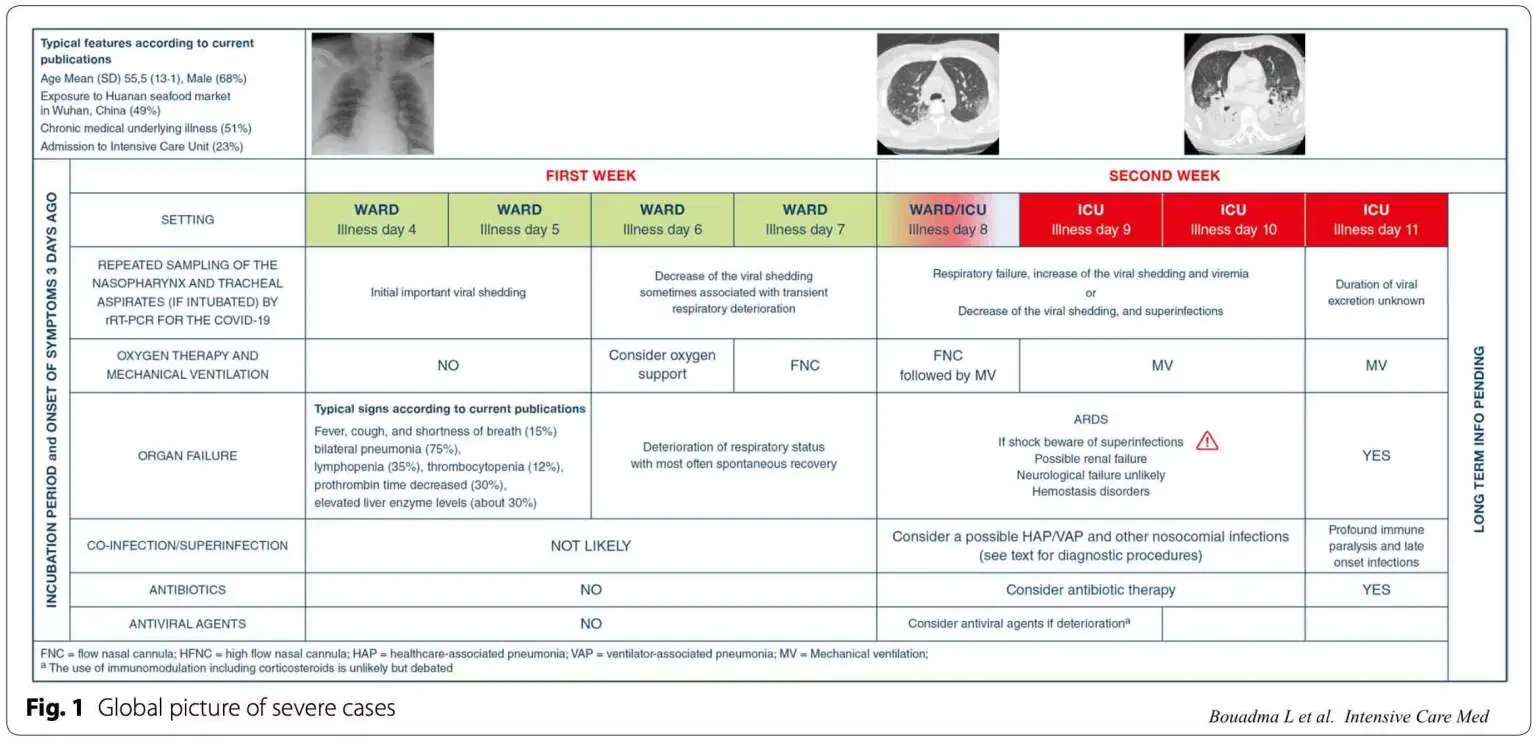 Typical features according to current
publications
Age Mean (SD) 55,5 (13·1), Male (68%)
Exposure to Huanan seafood market
in Wuhan, China (49%)
Chronic medical underlying illness (51%)
Admission to Intensive Care Unit (23%)
INCUBATION PERIOD and ONSET OF SYMPTOMS 3 DAYS AGO
FIRST WEEK
SECOND WEEK
SETTING
WARD
Illness day 4
WARD
Illness day 5
WARD
Illness day 6
WARD
Illness day 7
WARD/ICU
Illness day 8
ICU
Illness day 9
ICU
Illness day 10
ICU
Illness day 11
REPEATED SAMPLING OF THE
NASOPHARYNX AND TRACHEAL
ASPIRATES (IF INTUBATED) BY
rRT-PCR FOR THE COVID-19
Initial important viral shedding
Decrease of the viral shedding
sometimes associated with transient
respiratory deterioration
Respiratory failure, increase of the viral shedding and viremia
or
Decrease of the viral shedding, and superinfections
Duration of viral
excretion unknown
OXYGEN THERAPY AND
MECHANICAL VENTILATION
NO
Consider oxygen
support
FNC
FNC
followed by MV
MV
MV
ORGAN FAILURE
Typical signs according to current publications
Fever, cough, and shortness of breath (15%)
bilateral pneumonia (75%),
lymphopenia (35%), thrombocytopenia (12%),
prothrombin time decreased (30%),
elevated liver enzyme levels (about 30%)
Deterioration of respiratory status
with most often spontaneous recovery
ARDS
If shock beware of superinfections
Possible renal failure
Neurological failure unlikely
Hemostasis disorders
YES
CO-INFECTION/SUPERINFECTION
NOT LIKELY
Consider a possible HAP/VAP and other nosocomial infections
(see text for diagnostic procedures)
Profound immune
paralysis and late
onset infections
ANTIBIOTICS
NO
Consider antibiotic therapy
YES
ANTIVIRAL AGENTS
NO
Consider antiviral agents if deteriorationᵃ
LONG TERM INFO PENDING
FNC = flow nasal cannula; HFNC = high flow nasal cannula; HAP = healthcare-associated pneumonia; VAP = ventilator-associated pneumonia; MV = Mechanical ventilation;
ᵃ The use of immunomodulation including corticosteroids is unlikely but debated
Fig. 1 Global picture of severe cases
Bouadma L et al. Intensive Care Med